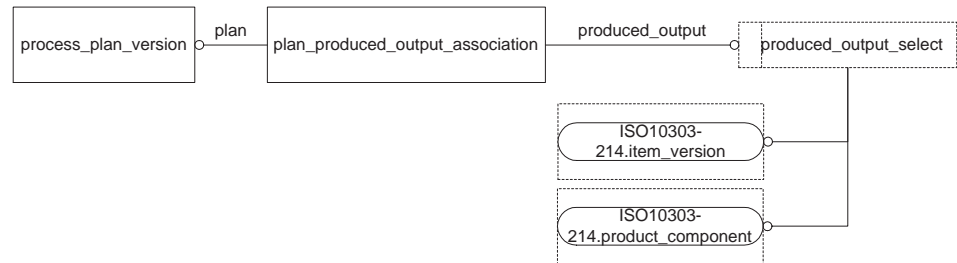 process_plan_version
plan
plan_produced_output_association
produced_output
produced_output_select
ISO10303-
214.item_version
ISO10303-
214.product_component